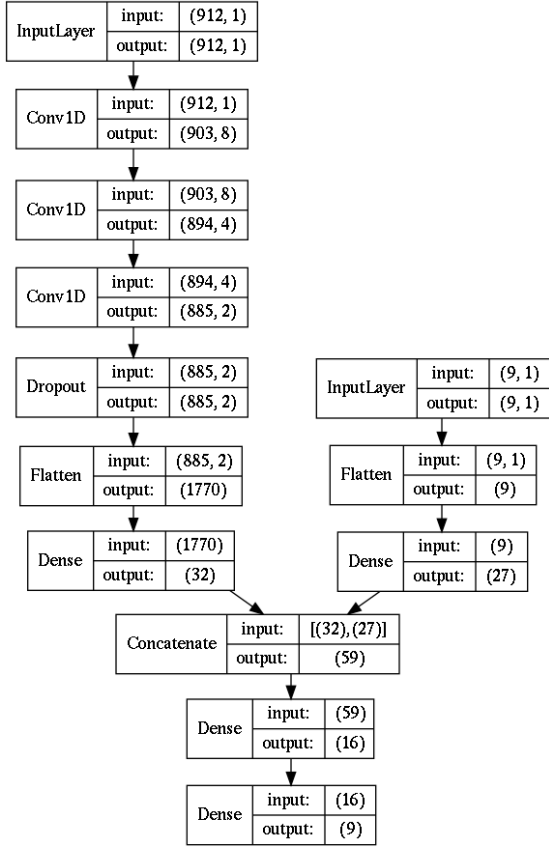 InputLayer
input: (912, 1)
output: (912, 1)
Conv1D
input: (912, 1)
output: (903, 8)
Conv1D
input: (903, 8)
output: (894, 4)
Conv1D
input: (894, 4)
output: (885, 2)
Dropout
input: (885, 2)
output: (885, 2)
Flatten
input: (885, 2)
output: (1770)
Dense
input: (1770)
output: (32)
InputLayer
input: (9, 1)
output: (9, 1)
Flatten
input: (9, 1)
output: (9)
Dense
input: (9)
output: (27)
Concatenate
input: [(32), (27)]
output: (59)
Dense
input: (59)
output: (16)
Dense
input: (16)
output: (9)